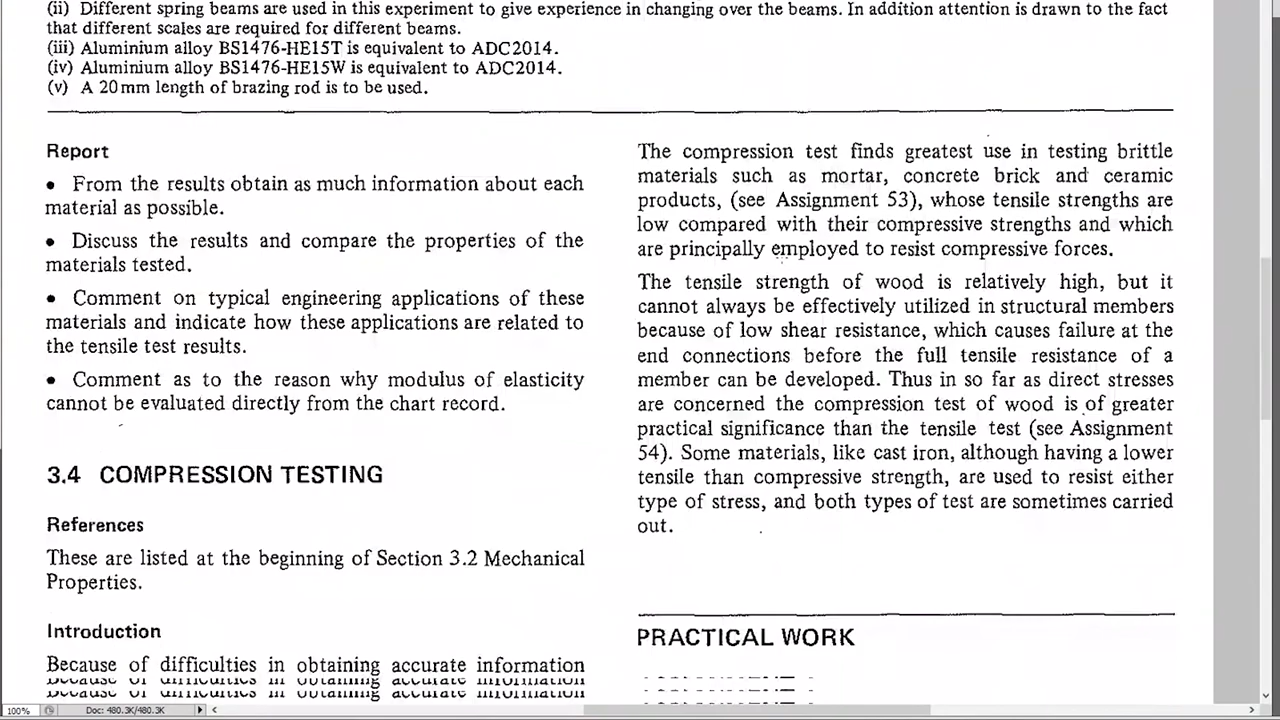 (ii) Different spring beams are used in this experiment to give experience in changing over the beams. In addition attention is drawn to the fact
that different scales are required for different beams.
(iii) Aluminium alloy BS1476-HE15T is equivalent to ADC2014.
(iv) Aluminium alloy BS1476-HE15W is equivalent to ADC2014.
(v) A 20mm length of brazing rod is to be used.
Report
• From the results obtain as much information about each
material as possible.
• Discuss the results and compare the properties of the
materials tested.
• Comment on typical engineering applications of these
materials and indicate how these applications are related to
the tensile test results.
• Comment as to the reason why modulus of elasticity
cannot be evaluated directly from the chart record.
3.4 COMPRESSION TESTING
References
These are listed at the beginning of Section 3.2 Mechanical
Properties.
Introduction
Because of difficulties in obtaining accurate information
The compression test finds greatest use in testing brittle
materials such as mortar, concrete brick and ceramic
products, (see Assignment 53), whose tensile strengths are
low compared with their compressive strengths and which
are principally employed to resist compressive forces.
The tensile strength of wood is relatively high, but it
cannot always be effectively utilized in structural members
because of low shear resistance, which causes failure at the
end connections before the full tensile resistance of a
member can be developed. Thus in so far as direct stresses
are concerned the compression test of wood is of greater
practical significance than the tensile test (see Assignment
54). Some materials, like cast iron, although having a lower
tensile than compressive strength, are used to resist either
type of stress, and both types of test are sometimes carried
out.
PRACTICAL WORK
100%
Doc: 480.3K/480.3K